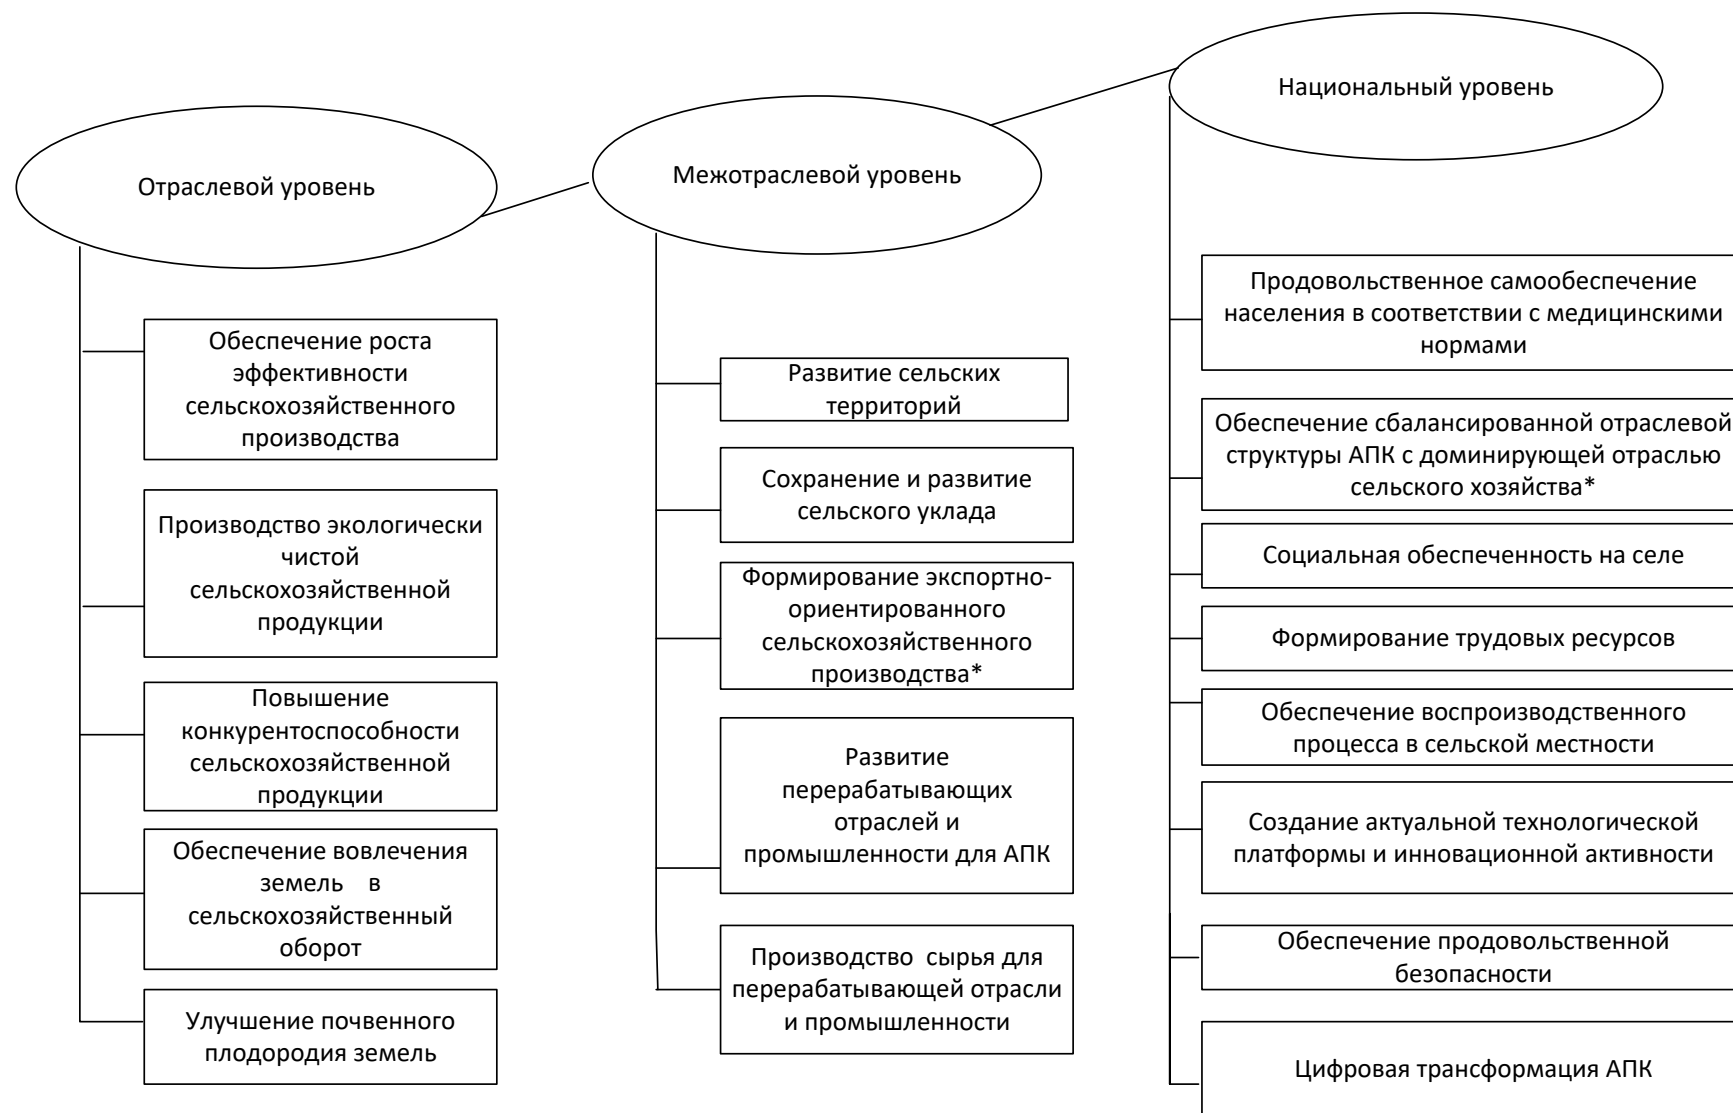 Отраслевой уровень
Обеспечение роста
эффективности
сельскохозяйственного
производства
Производство экологически
чистой
сельскохозяйственной
продукции
Повышение
конкурентоспособности
сельскохозяйственной
продукции
Обеспечение вовлечения
земель в
сельскохозяйственный
оборот
Улучшение почвенного
плодородия земель
Межотраслевой уровень
Развитие сельских
территорий
Сохранение и развитие
сельского уклада
Формирование экспортно-
ориентированного
сельскохозяйственного
производства*
Развитие
перерабатывающих
отраслей и
промышленности для АПК
Производство сырья для
перерабатывающей отрасли
и промышленности
Национальный уровень
Продовольственное самообеспечение
населения в соответствии с медицинскими
нормами
Обеспечение сбалансированной отраслевой
структуры АПК с доминирующей отраслью
сельского хозяйства*
Социальная обеспеченность на селе
Формирование трудовых ресурсов
Обеспечение воспроизводственного
процесса в сельской местности
Создание актуальной технологической
платформы и инновационной активности
Обеспечение продовольственной
безопасности
Цифровая трансформация АПК